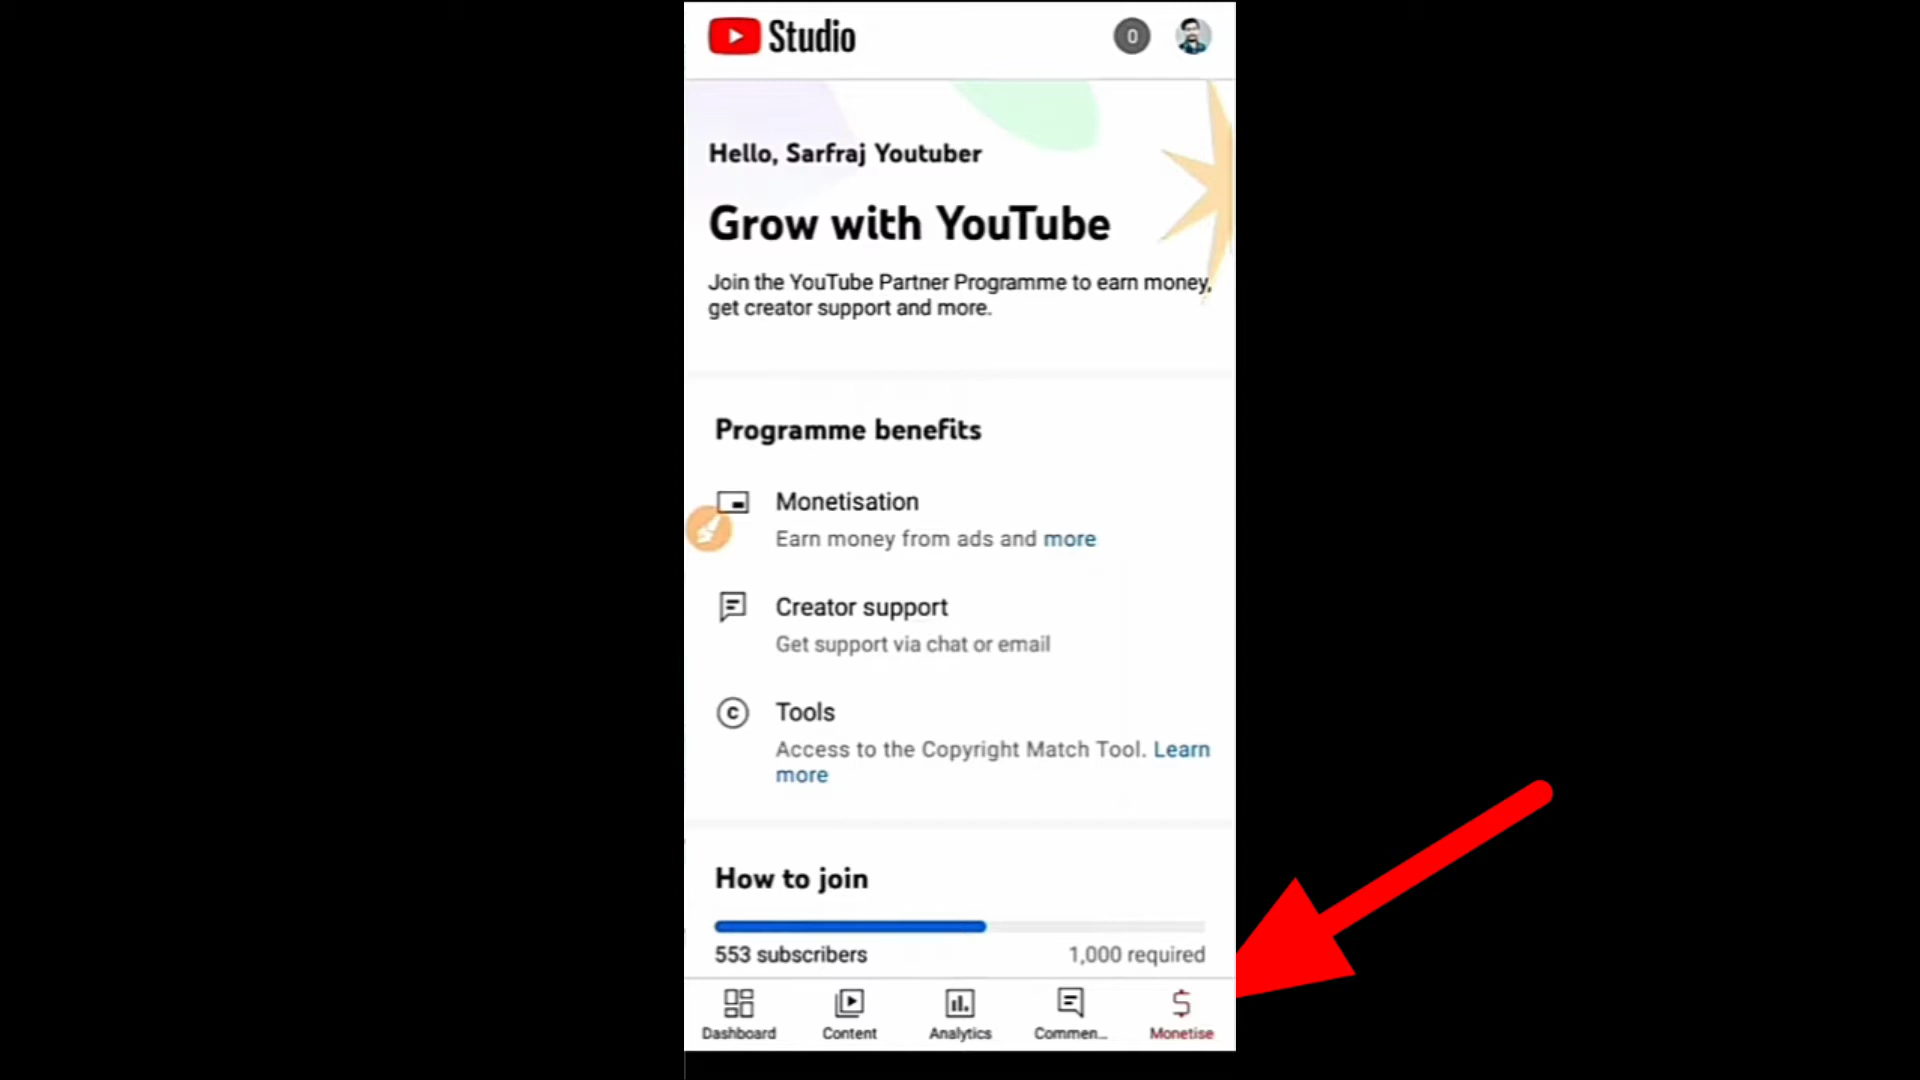 Studio
0
Hello, Sarfraj Youtuber
Grow with YouTube
Join the YouTube Partner Programme to earn money,
get creator support and more.
Programme benefits
Monetisation
Earn money from ads and more
Creator support
Get support via chat or email
C
Tools
Access to the Copyright Match Tool. Learn
more
How to join
553 subscribers 1,000 required
Dashboard Content Analytics Commen... Monetise